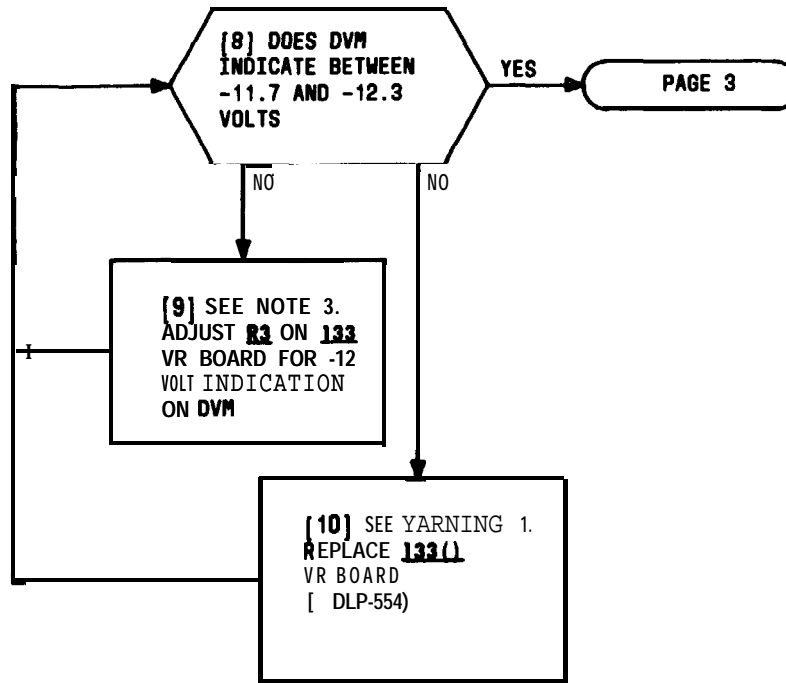 [8] DOES DVM
INDICATE BETWEEN
-11.7 AND -12.3
VOLTS
YES
PAGE 3
NO
NO
[9] SEE NOTE 3.
ADJUST R3 ON 133
VR BOARD FOR -12
VOLT INDICATION
ON DVM
[10] SEE YARNING 1.
REPLACE 133()
VR BOARD
[ DLP-554)